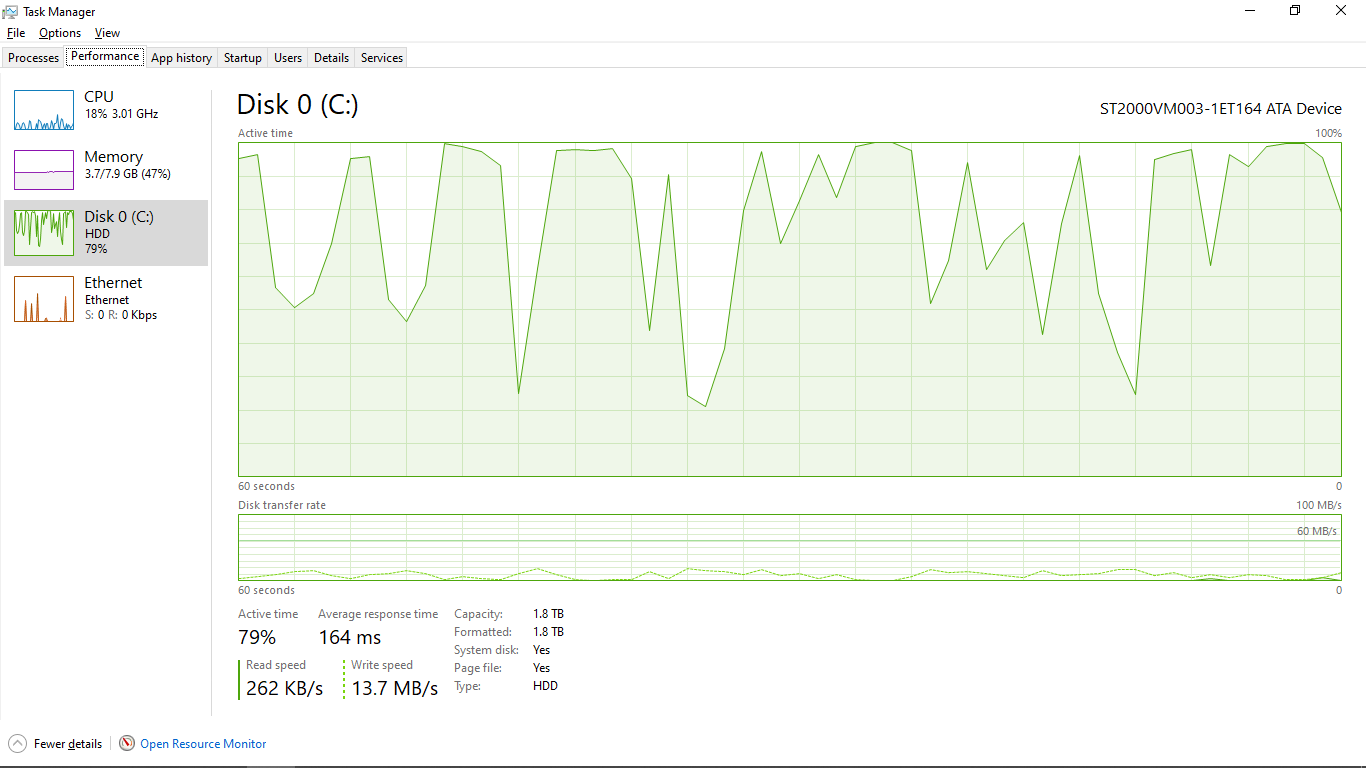 Task Manager
File Options View
Processes Performance App history Startup Users Details Services
CPU
18% 3.01 GHz
Memory
3.7/7.9 GB (47%)
Disk 0 (C:)
HDD
79%
Ethernet
Ethernet
S: 0 R: 0 Kbps
Disk 0 (C:) ST2000VM003-1ET164 ATA Device
Active time 100%
60 seconds 0
Disk transfer rate 100 MB/s
60 MB/s
60 seconds 0
Active time Average response time
79% 164 ms
Read speed Write speed
262 KB/s 13.7 MB/s
Capacity: 1.8 TB
Formatted: 1.8 TB
System disk: Yes
Page file: Yes
Type: HDD
Fewer details Open Resource Monitor